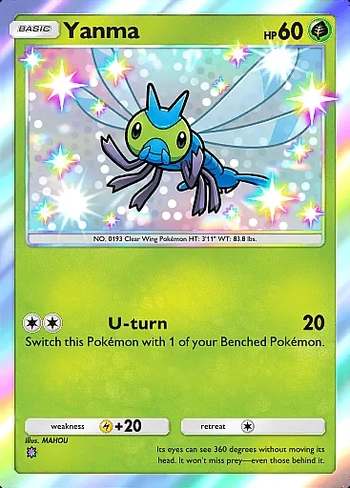 BASIC Yanma HP 60
NO. 0193 Clear Wing Pokémon HT: 3'11" WT: 83.8 lbs.
U-turn 20
Switch this Pokémon with 1 of your Benched Pokémon.
weakness +20 retreat
Illus. MAHOU
Its eyes can see 360 degrees without moving its
head. It won't miss prey—even those behind it.